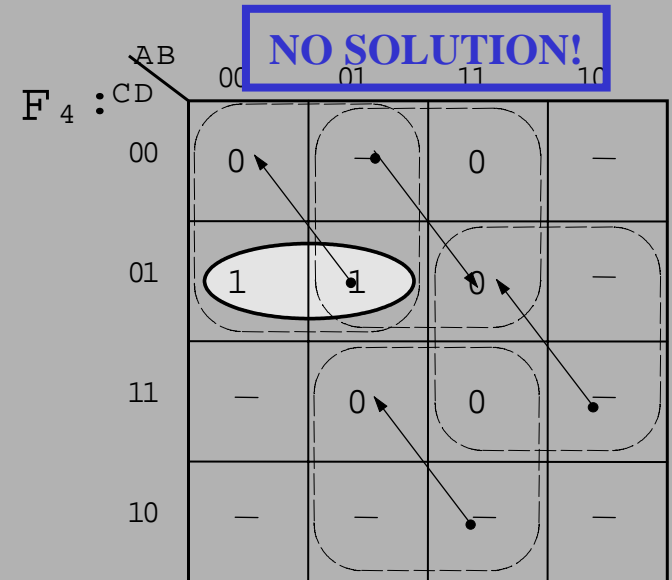 NO SOLUTION!
AB
00 01 11 10
F4 : CD
00 0 — 0 —
01 1 1 0 —
11 — 0 0 —
10 — — — —